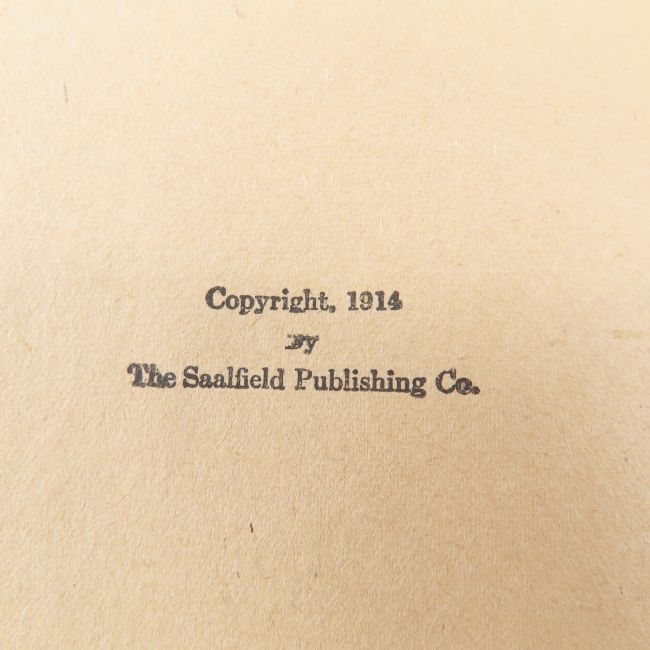 Copyright, 1914
By
The Saalfield Publishing Co.